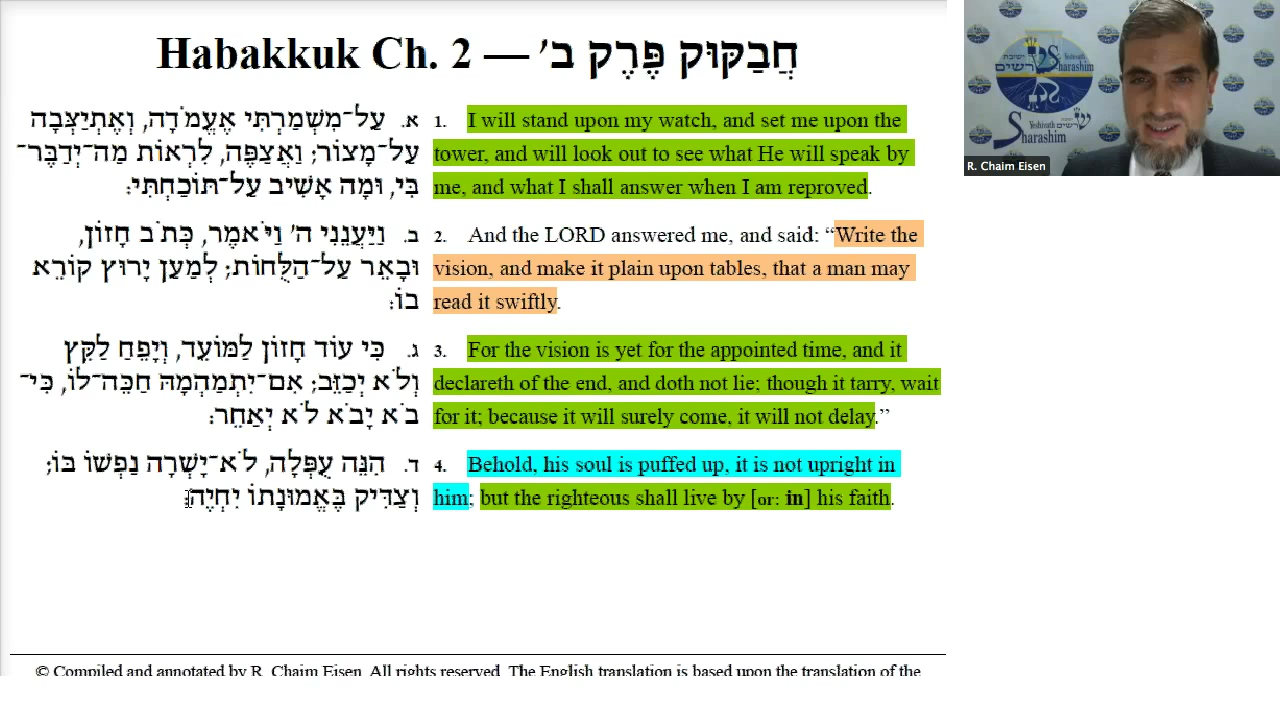 Habakkuk Ch. 2 — חֲבַקּוּק פֶּרֶק ב׳
א. עַל־מִשְׁמַרְתִּי אֶעֱמֹדָה, וְאֶתְיַצְּבָה
עַל־מָצוֹר; וַאֲצַפֶּה, לִרְאוֹת מַה־יְדַבֶּר־
בִּי, וּמָה אָשִׁיב עַל־תּוֹכַחְתִּי:
1. I will stand upon my watch, and set me upon the
tower, and will look out to see what He will speak by
me, and what I shall answer when I am reproved.
ב. וַיַּעֲנֵנִי ה׳ וַיֹּאמֶר, כְּתֹב חָזוֹן,
וּבָאֵר עַל־הַלֻּחוֹת; לְמַעַן יָרוּץ קוֹרֵא
בוֹ:
2. And the LORD answered me, and said: “Write the
vision, and make it plain upon tables, that a man may
read it swiftly.
ג. כִּי עוֹד חָזוֹן לַמּוֹעֵד, וְיָפֵחַ לַקֵּץ
וְלֹא יְכַזֵּב; אִם־יִתְמַהְמָהּ חַכֵּה־לוֹ, כִּי־
בֹא יָבֹא לֹא יְאַחֵר:
3. For the vision is yet for the appointed time, and it
declareth of the end, and doth not lie; though it tarry, wait
for it; because it will surely come, it will not delay.”
ד. הִנֵּה עֻפְּלָה, לֹא־יָשְׁרָה נַפְשׁוֹ בּוֹ;
וְצַדִּיק בֶּאֱמוּנָתוֹ יִחְיֶה:
4. Behold, his soul is puffed up, it is not upright in
him; but the righteous shall live by [or: in] his faith.
© Compiled and annotated by R. Chaim Eisen. All rights reserved. The English translation is based upon the translation of the
ישיבת
שרשים
Sharashim
Yeshivath שרשים
Sharashim
R. Chaim Eisen